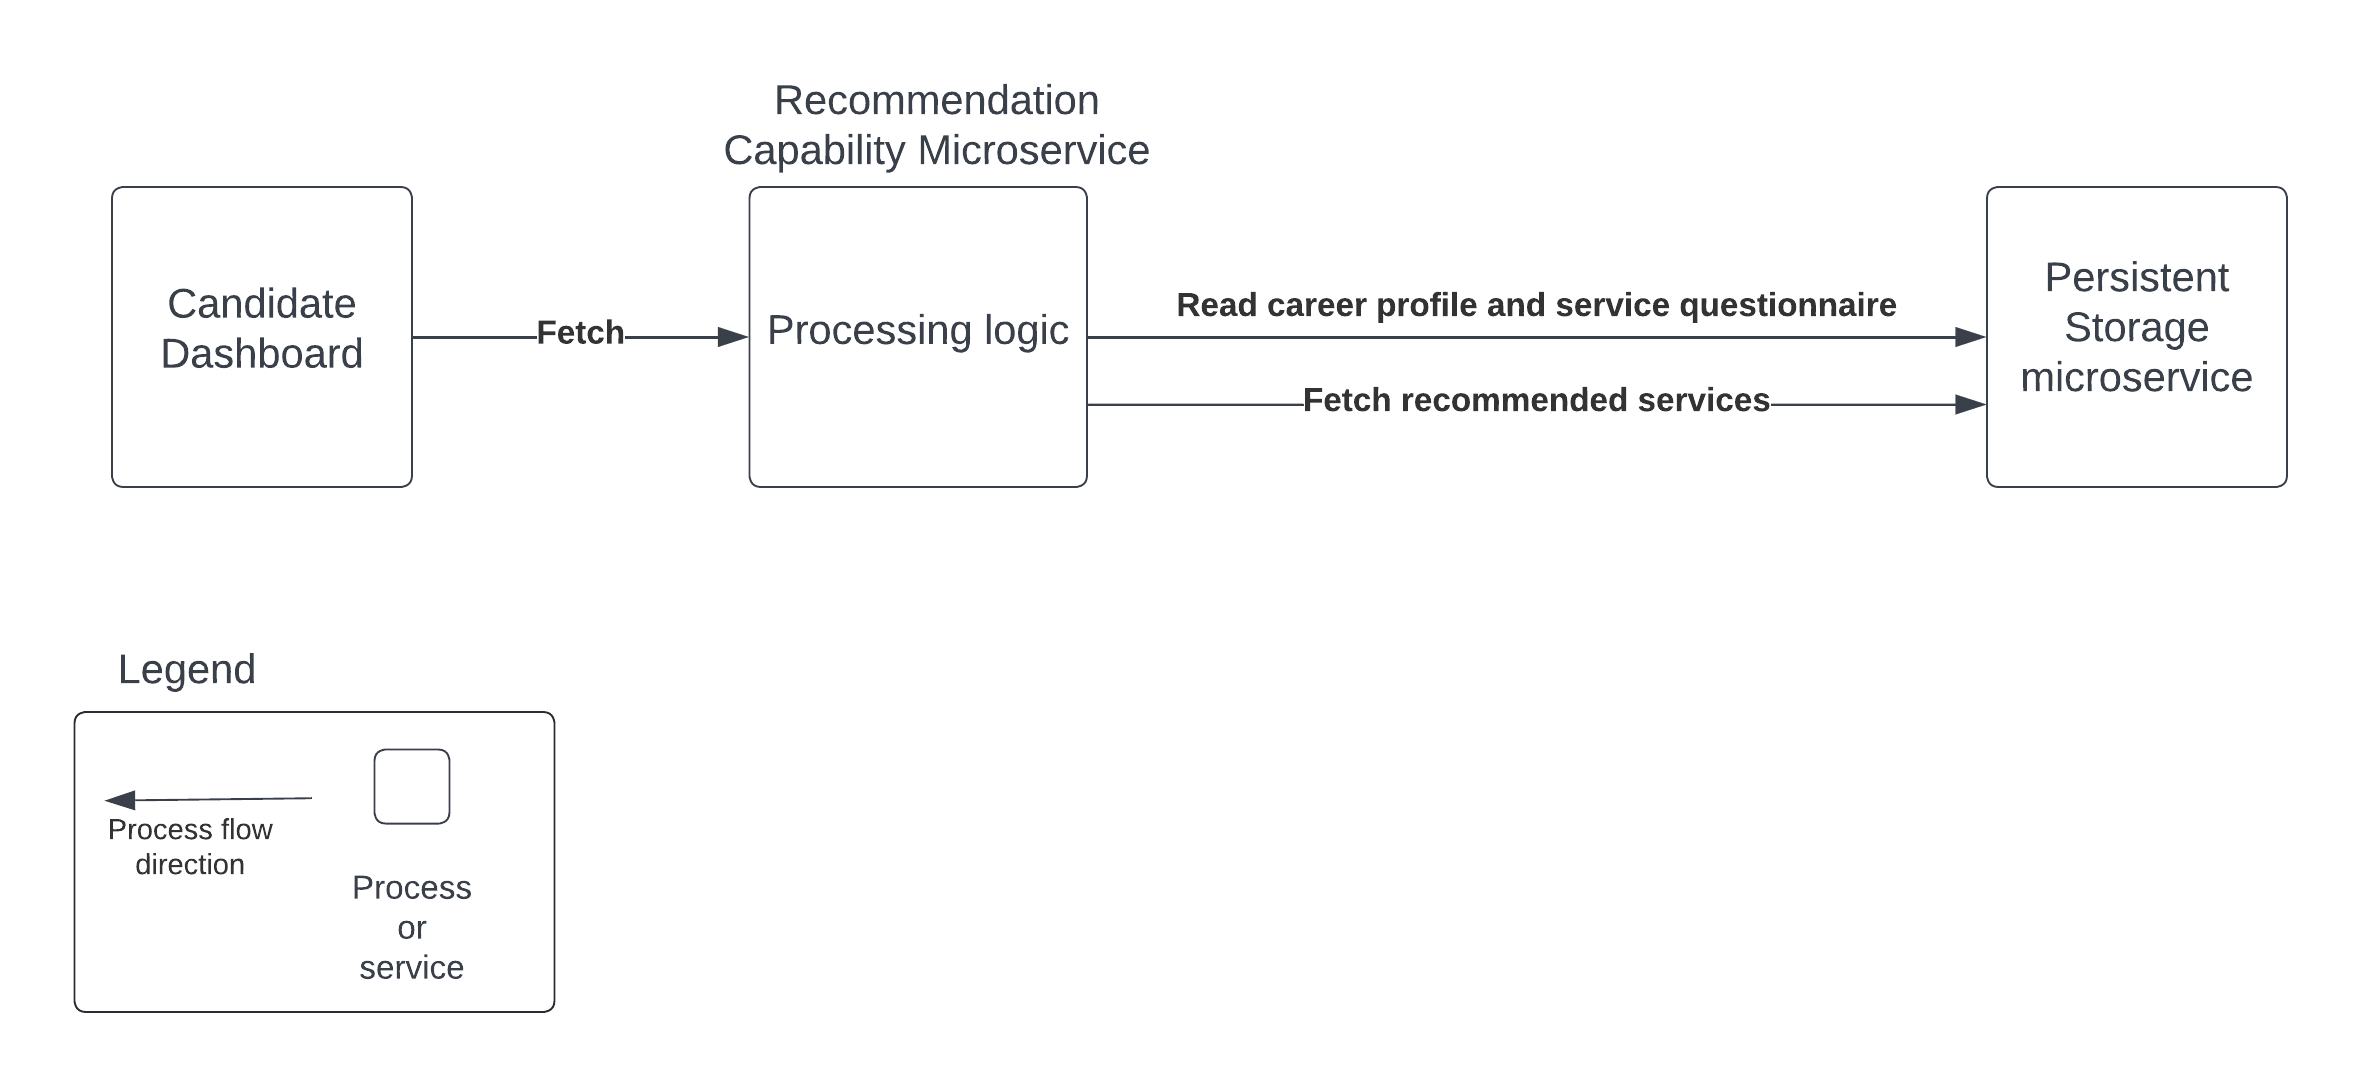 Recommendation
Capability Microservice
Candidate
Dashboard
Fetch
Processing logic
Read career profile and service questionnaire
Fetch recommended services
Persistent
Storage
microservice
Legend
Process flow
direction
Process
or
service